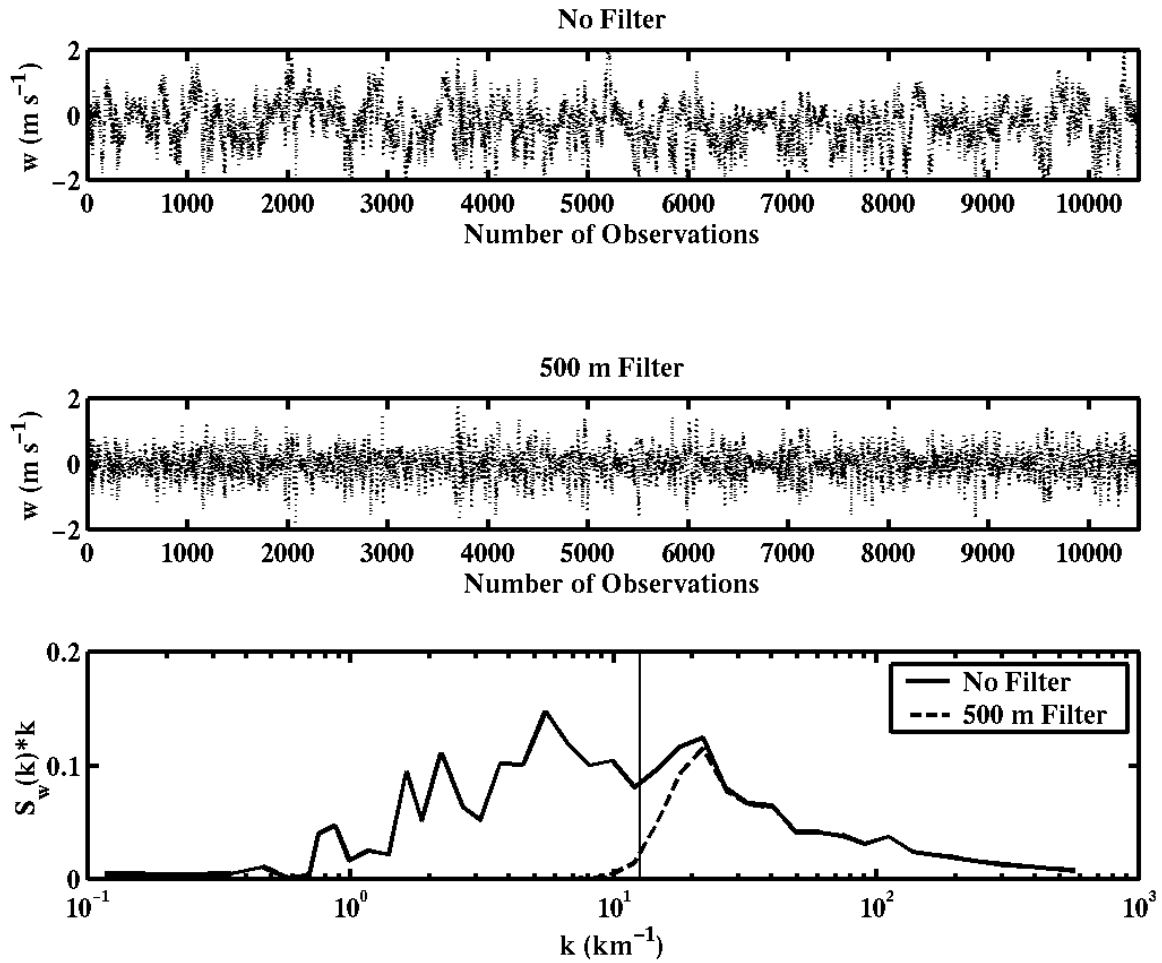 No Filter
w (m s⁻¹)
2
0
−2
0 1000 2000 3000 4000 5000 6000 7000 8000 9000 10000
Number of Observations
500 m Filter
w (m s⁻¹)
2
0
−2
0 1000 2000 3000 4000 5000 6000 7000 8000 9000 10000
Number of Observations
S_w(k)*k
0.2
0.1
0
No Filter
500 m Filter
10⁻¹ 10⁰ 10¹ 10² 10³
k (km⁻¹)